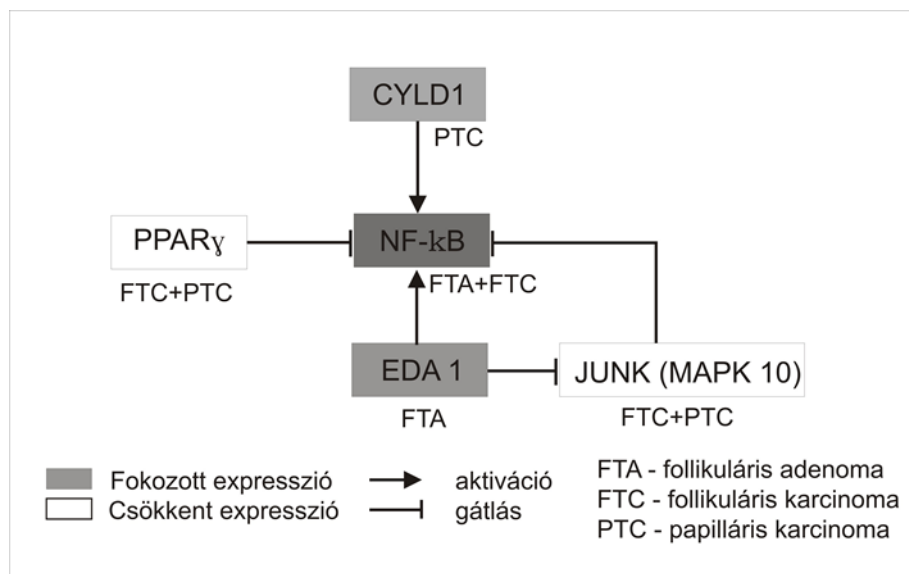 CYLD1
PTC
PPARɣ
NF-kB
FTC+PTC
FTA+FTC
EDA 1
JUNK (MAPK 10)
FTA
FTC+PTC
Fokozott expresszió
aktiváció
FTA - follikuláris adenoma
Csökkent expresszió
gátlás
FTC - follikuláris karcinoma
PTC - papilláris karcinoma